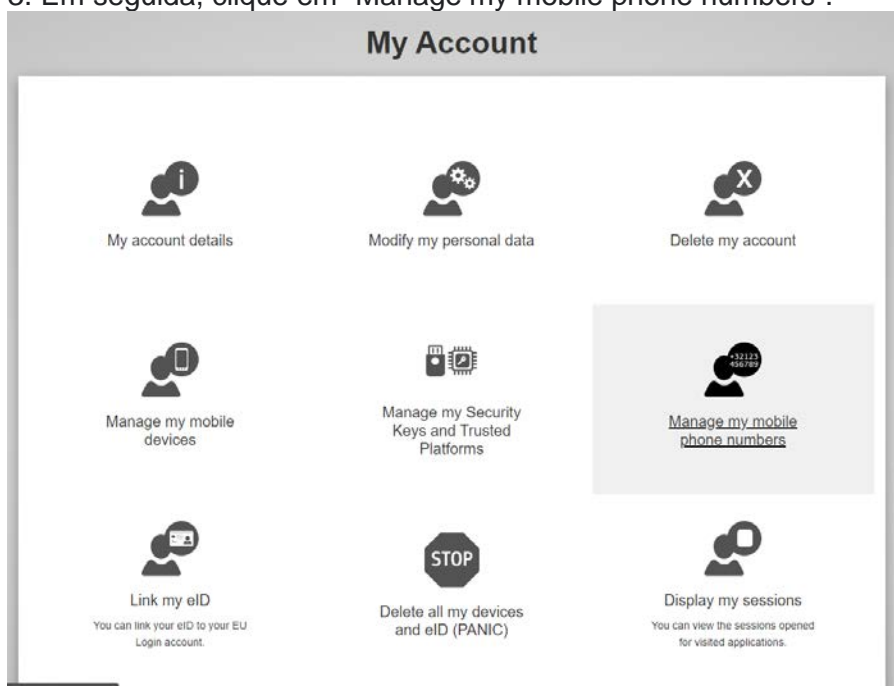 Em seguida, clique em "Manage my mobile phone numbers".
My Account
i
X
My account details
Modify my personal data
Delete my account
+32123
456789
Manage my mobile
devices
Manage my Security
Keys and Trusted
Platforms
Manage my mobile
phone numbers
STOP
Link my eID
You can link your eID to your EU
Login account.
Delete all my devices
and eID (PANIC)
Display my sessions
You can view the sessions opened
for visited applications.